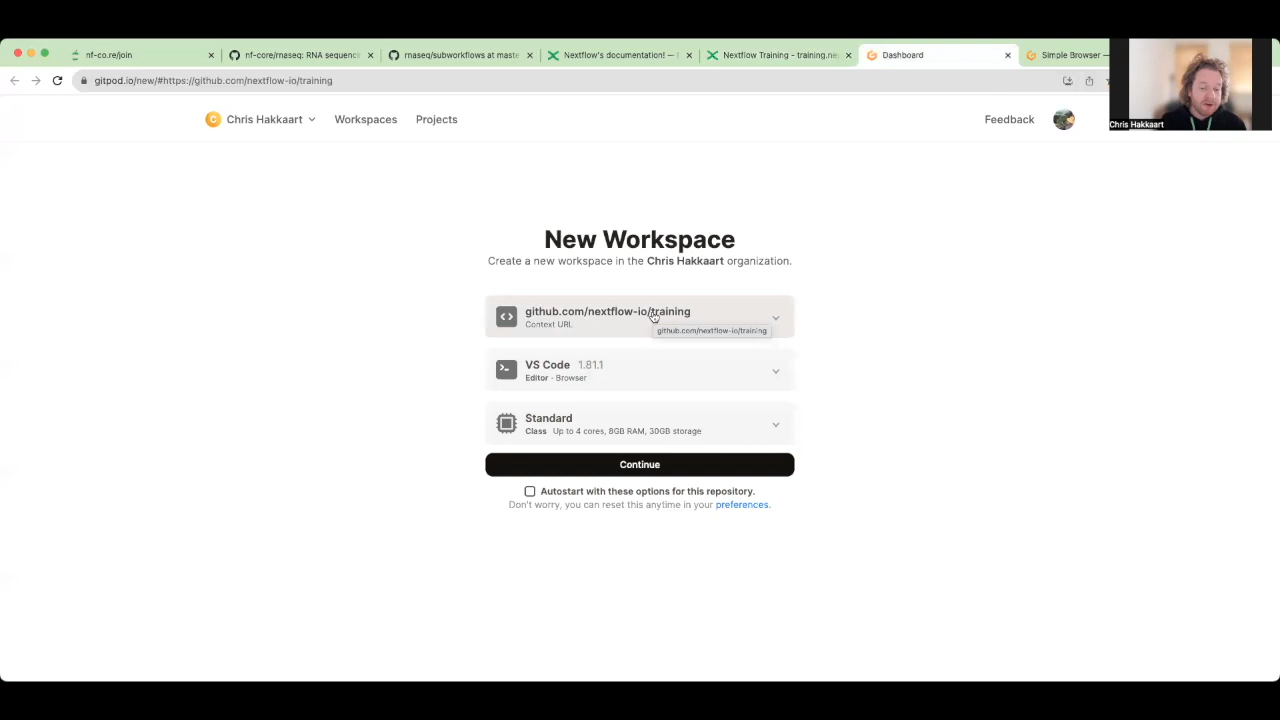 nf-co.re/join
nf-core/rnaseq: RNA sequenci
rnaseq/subworkflows at maste
Nextflow's documentation! —
Nextflow Training - training.ne
Dashboard
Simple Browser —
gitpod.io/new/#https://github.com/nextflow-io/training
C
Chris Hakkaart
Workspaces
Projects
Feedback
Chris Hakkaart
New Workspace
Create a new workspace in the Chris Hakkaart organization.
github.com/nextflow-io/training
Context URL
github.com/nextflow-io/training
VS Code 1.81.1
Editor · Browser
Standard
Class Up to 4 cores, 8GB RAM, 30GB storage
Continue
Autostart with these options for this repository.
Don't worry, you can reset this anytime in your preferences.